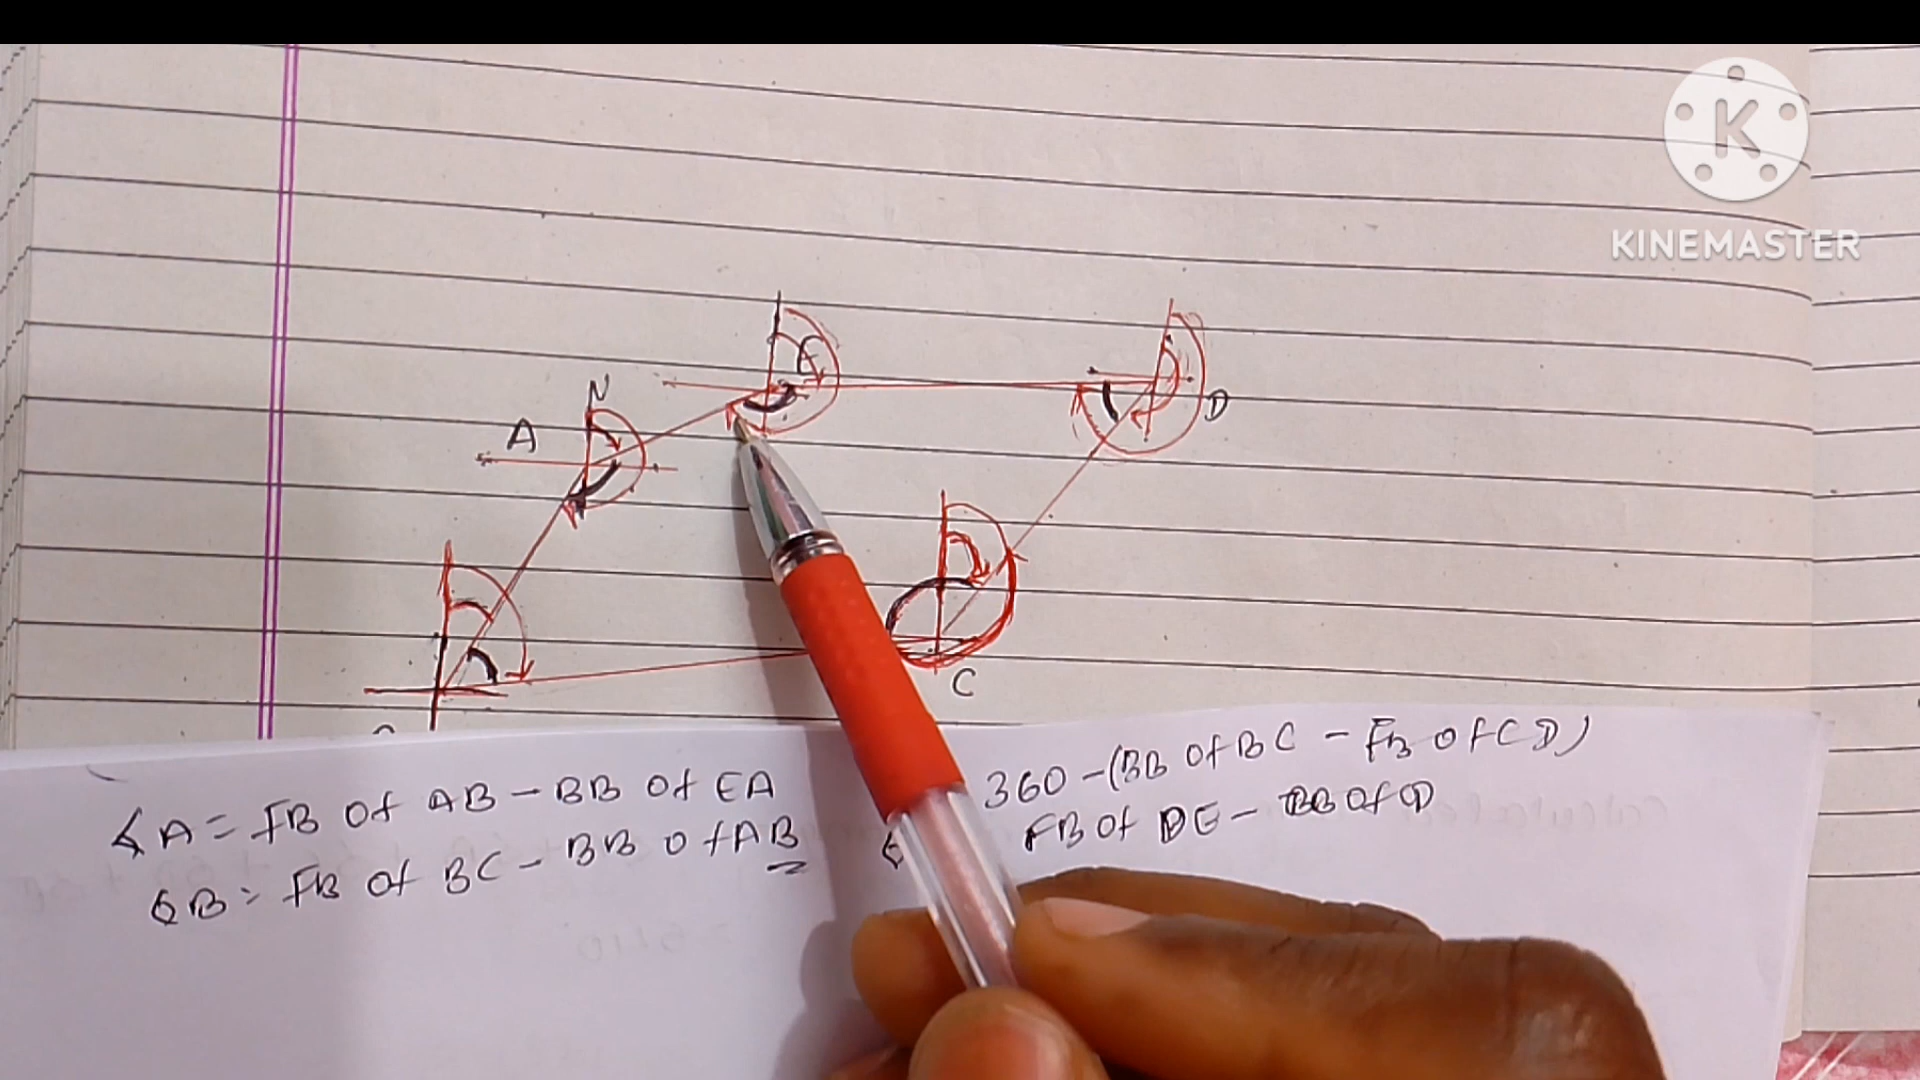 K
KINEMASTER
N
A
E
D
C
∠A = FB Of AB - BB Of EA
360 - (BB Of BC - FB Of CD)
∠B = FB Of BC - BB Of AB
FB Of DE - BB Of CD